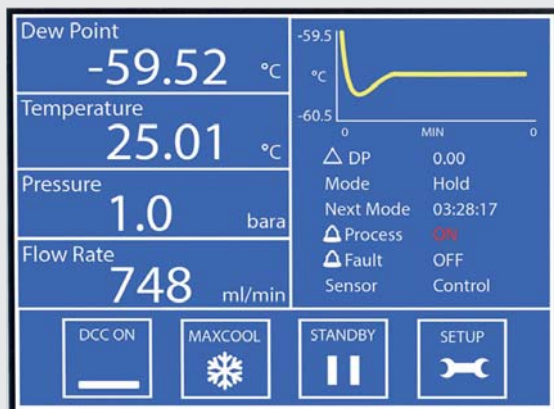 Dew Point
-59.52 °C
Temperature
25.01 °C
Pressure
1.0 bara
Flow Rate
748 ml/min
-59.5
°C
-60.5
0 MIN 0
△ DP 0.00
Mode Hold
Next Mode 03:28:17
Process ON
Fault OFF
Sensor Control
DCC ON
MAXCOOL
STANDBY
SETUP